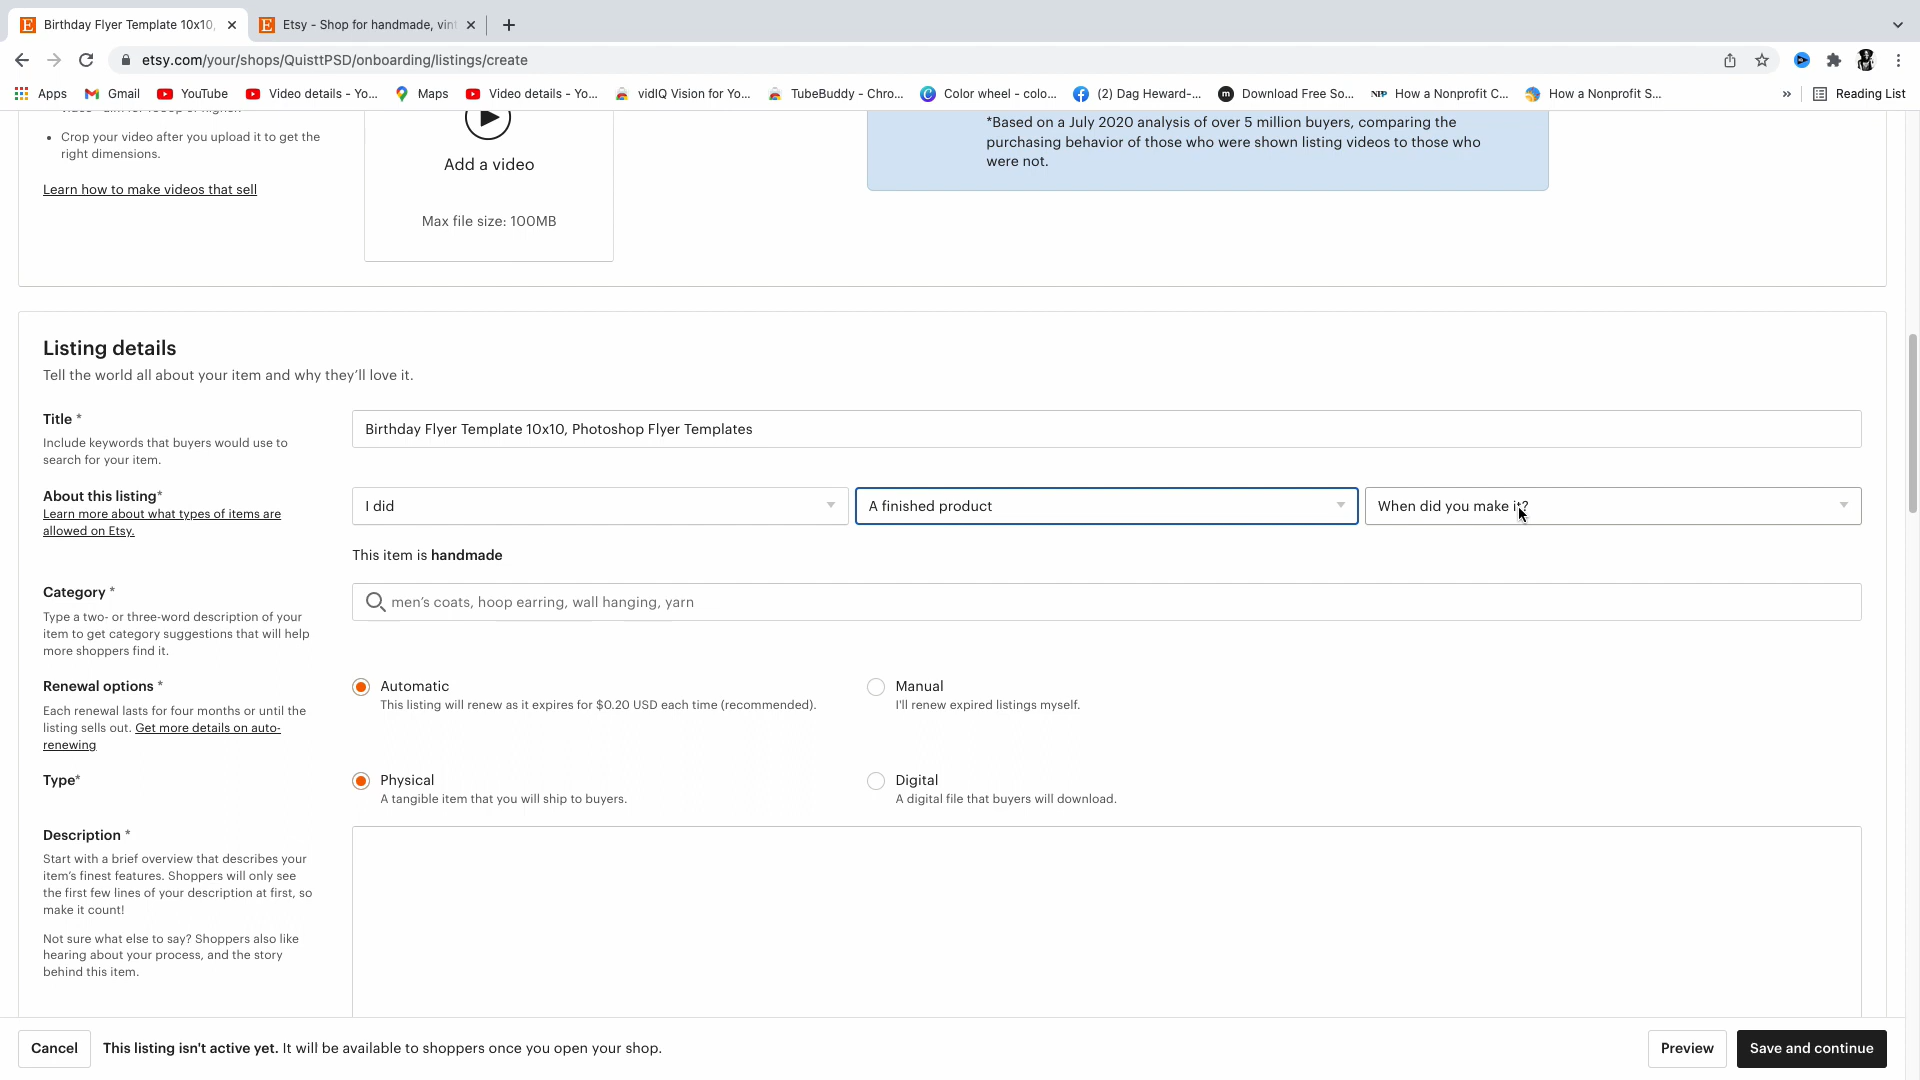 Birthday Flyer Template 10x10,
Etsy - Shop for handmade, vin
etsy.com/your/shops/QuisttPSD/onboarding/listings/create
Apps
Gmail
YouTube
Video details - Yo...
Maps
Video details - Yo...
vidIQ Vision for Yo...
TubeBuddy - Chro...
Color wheel - colo...
(2) Dag Heward-...
Download Free So...
How a Nonprofit C...
How a Nonprofit S...
»
Reading List
Crop your video after you upload it to get the
right dimensions.
Learn how to make videos that sell
Add a video
Max file size: 100MB
*Based on a July 2020 analysis of over 5 million buyers, comparing the
purchasing behavior of those who were shown listing videos to those who
were not.
Listing details
Tell the world all about your item and why they'll love it.
Title *
Include keywords that buyers would use to
search for your item.
Birthday Flyer Template 10x10, Photoshop Flyer Templates
About this listing*
Learn more about what types of items are
allowed on Etsy.
I did
A finished product
When did you make it?
This item is handmade
Category *
Type a two- or three-word description of your
item to get category suggestions that will help
more shoppers find it.
men's coats, hoop earring, wall hanging, yarn
Renewal options *
Each renewal lasts for four months or until the
listing sells out. Get more details on auto-
renewing
Automatic
This listing will renew as it expires for $0.20 USD each time (recommended).
Manual
I'll renew expired listings myself.
Type*
Physical
A tangible item that you will ship to buyers.
Digital
A digital file that buyers will download.
Description *
Start with a brief overview that describes your
item's finest features. Shoppers will only see
the first few lines of your description at first, so
make it count!
Not sure what else to say? Shoppers also like
hearing about your process, and the story
behind this item.
Cancel
This listing isn't active yet. It will be available to shoppers once you open your shop.
Preview
Save and continue